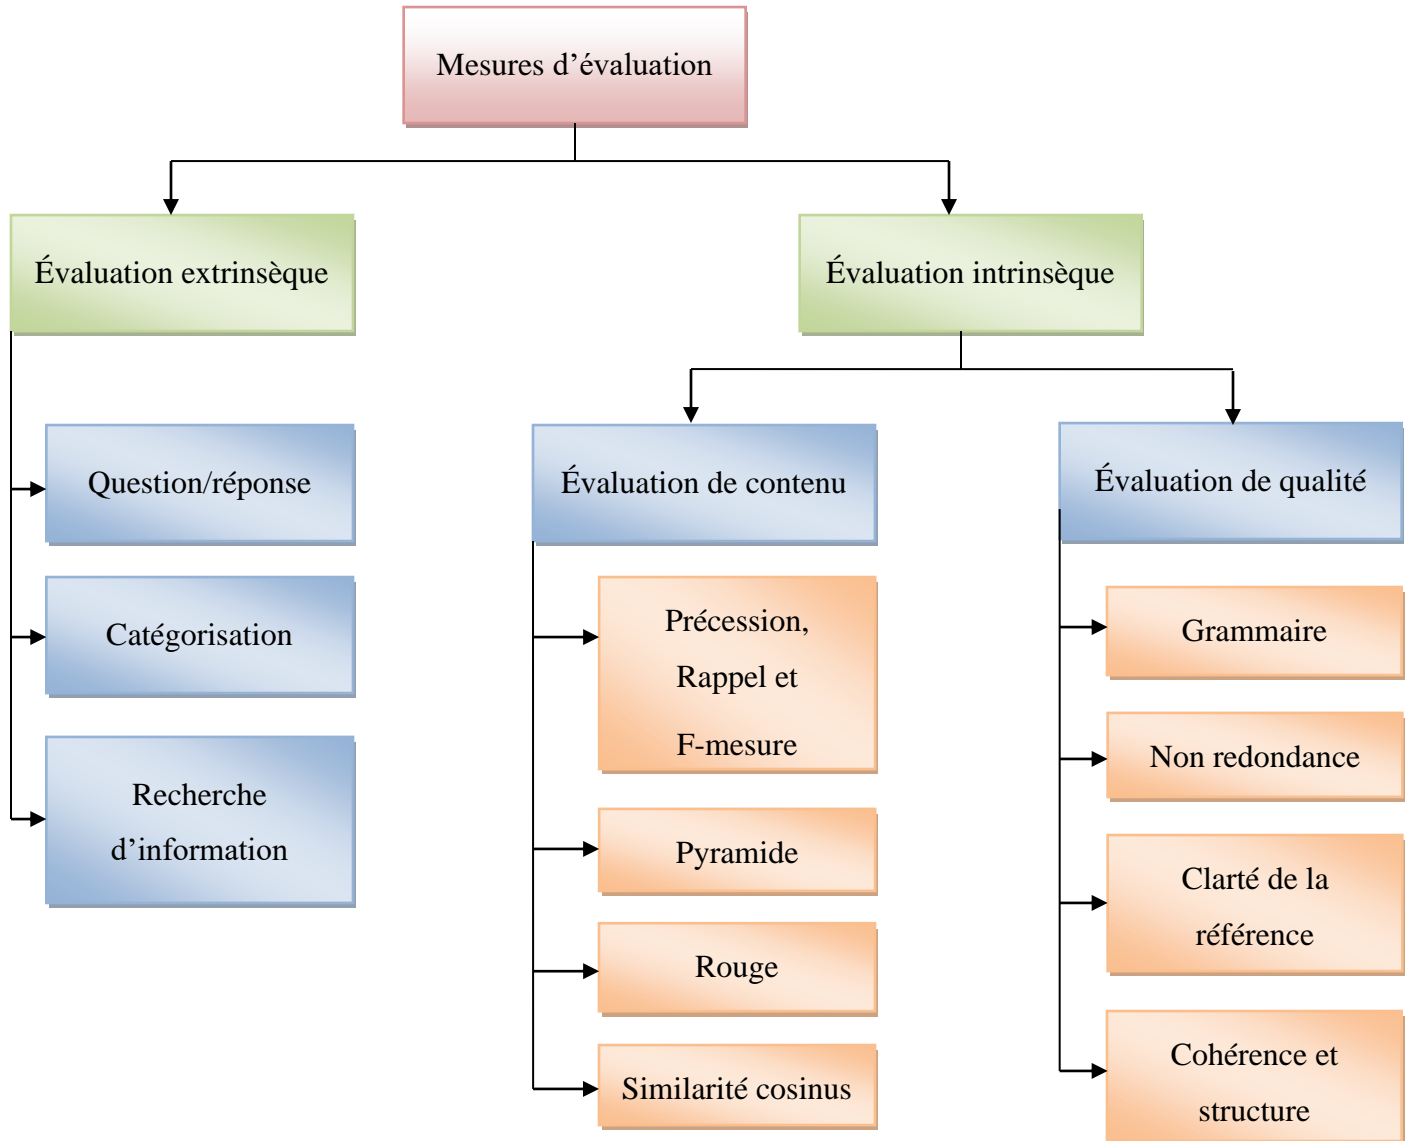 Mesures d’évaluation
Évaluation extrinsèque
Évaluation intrinsèque
Question/réponse
Catégorisation
Recherche
d’information
Évaluation de contenu
Précession,
Rappel et
F-mesure
Pyramide
Rouge
Similarité cosinus
Évaluation de qualité
Grammaire
Non redondance
Clarté de la
référence
Cohérence et
structure